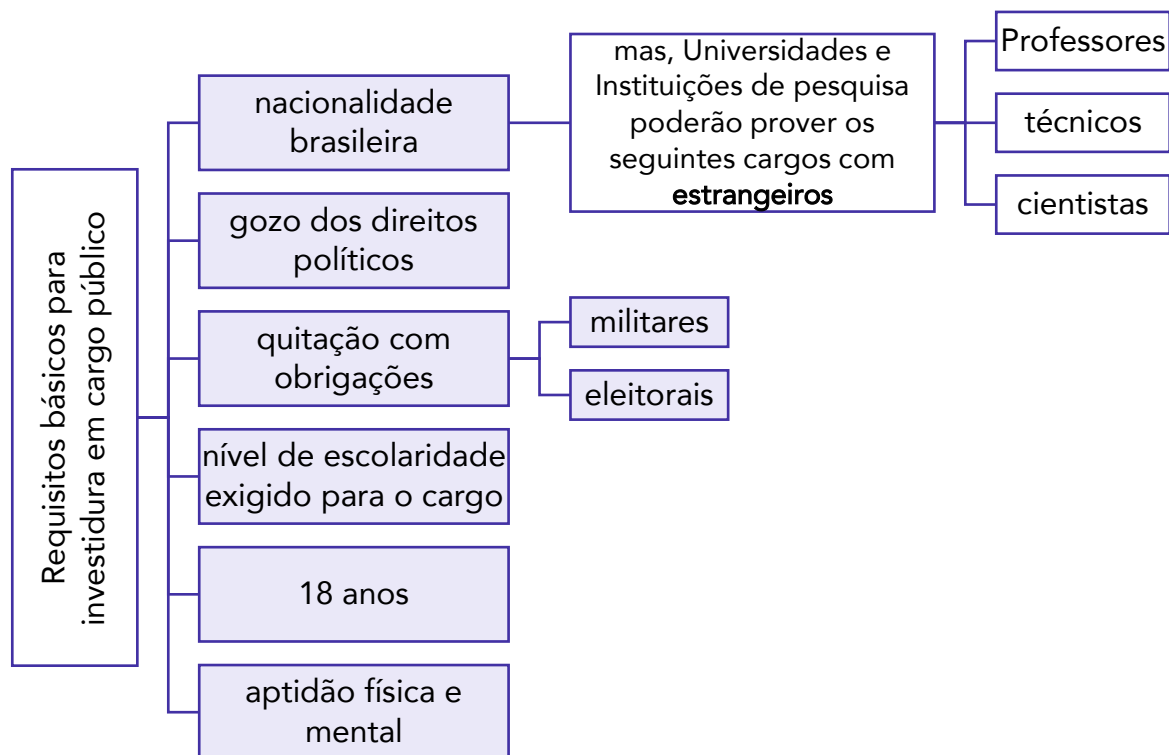 Requisitos básicos para
investidura em cargo público
nacionalidade
brasileira
mas, Universidades e
Instituições de pesquisa
poderão prover os
seguintes cargos com
estrangeiros
Professores
técnicos
cientistas
gozo dos direitos
políticos
quitação com
obrigações
militares
eleitorais
nível de escolaridade
exigido para o cargo
18 anos
aptidão física e
mental